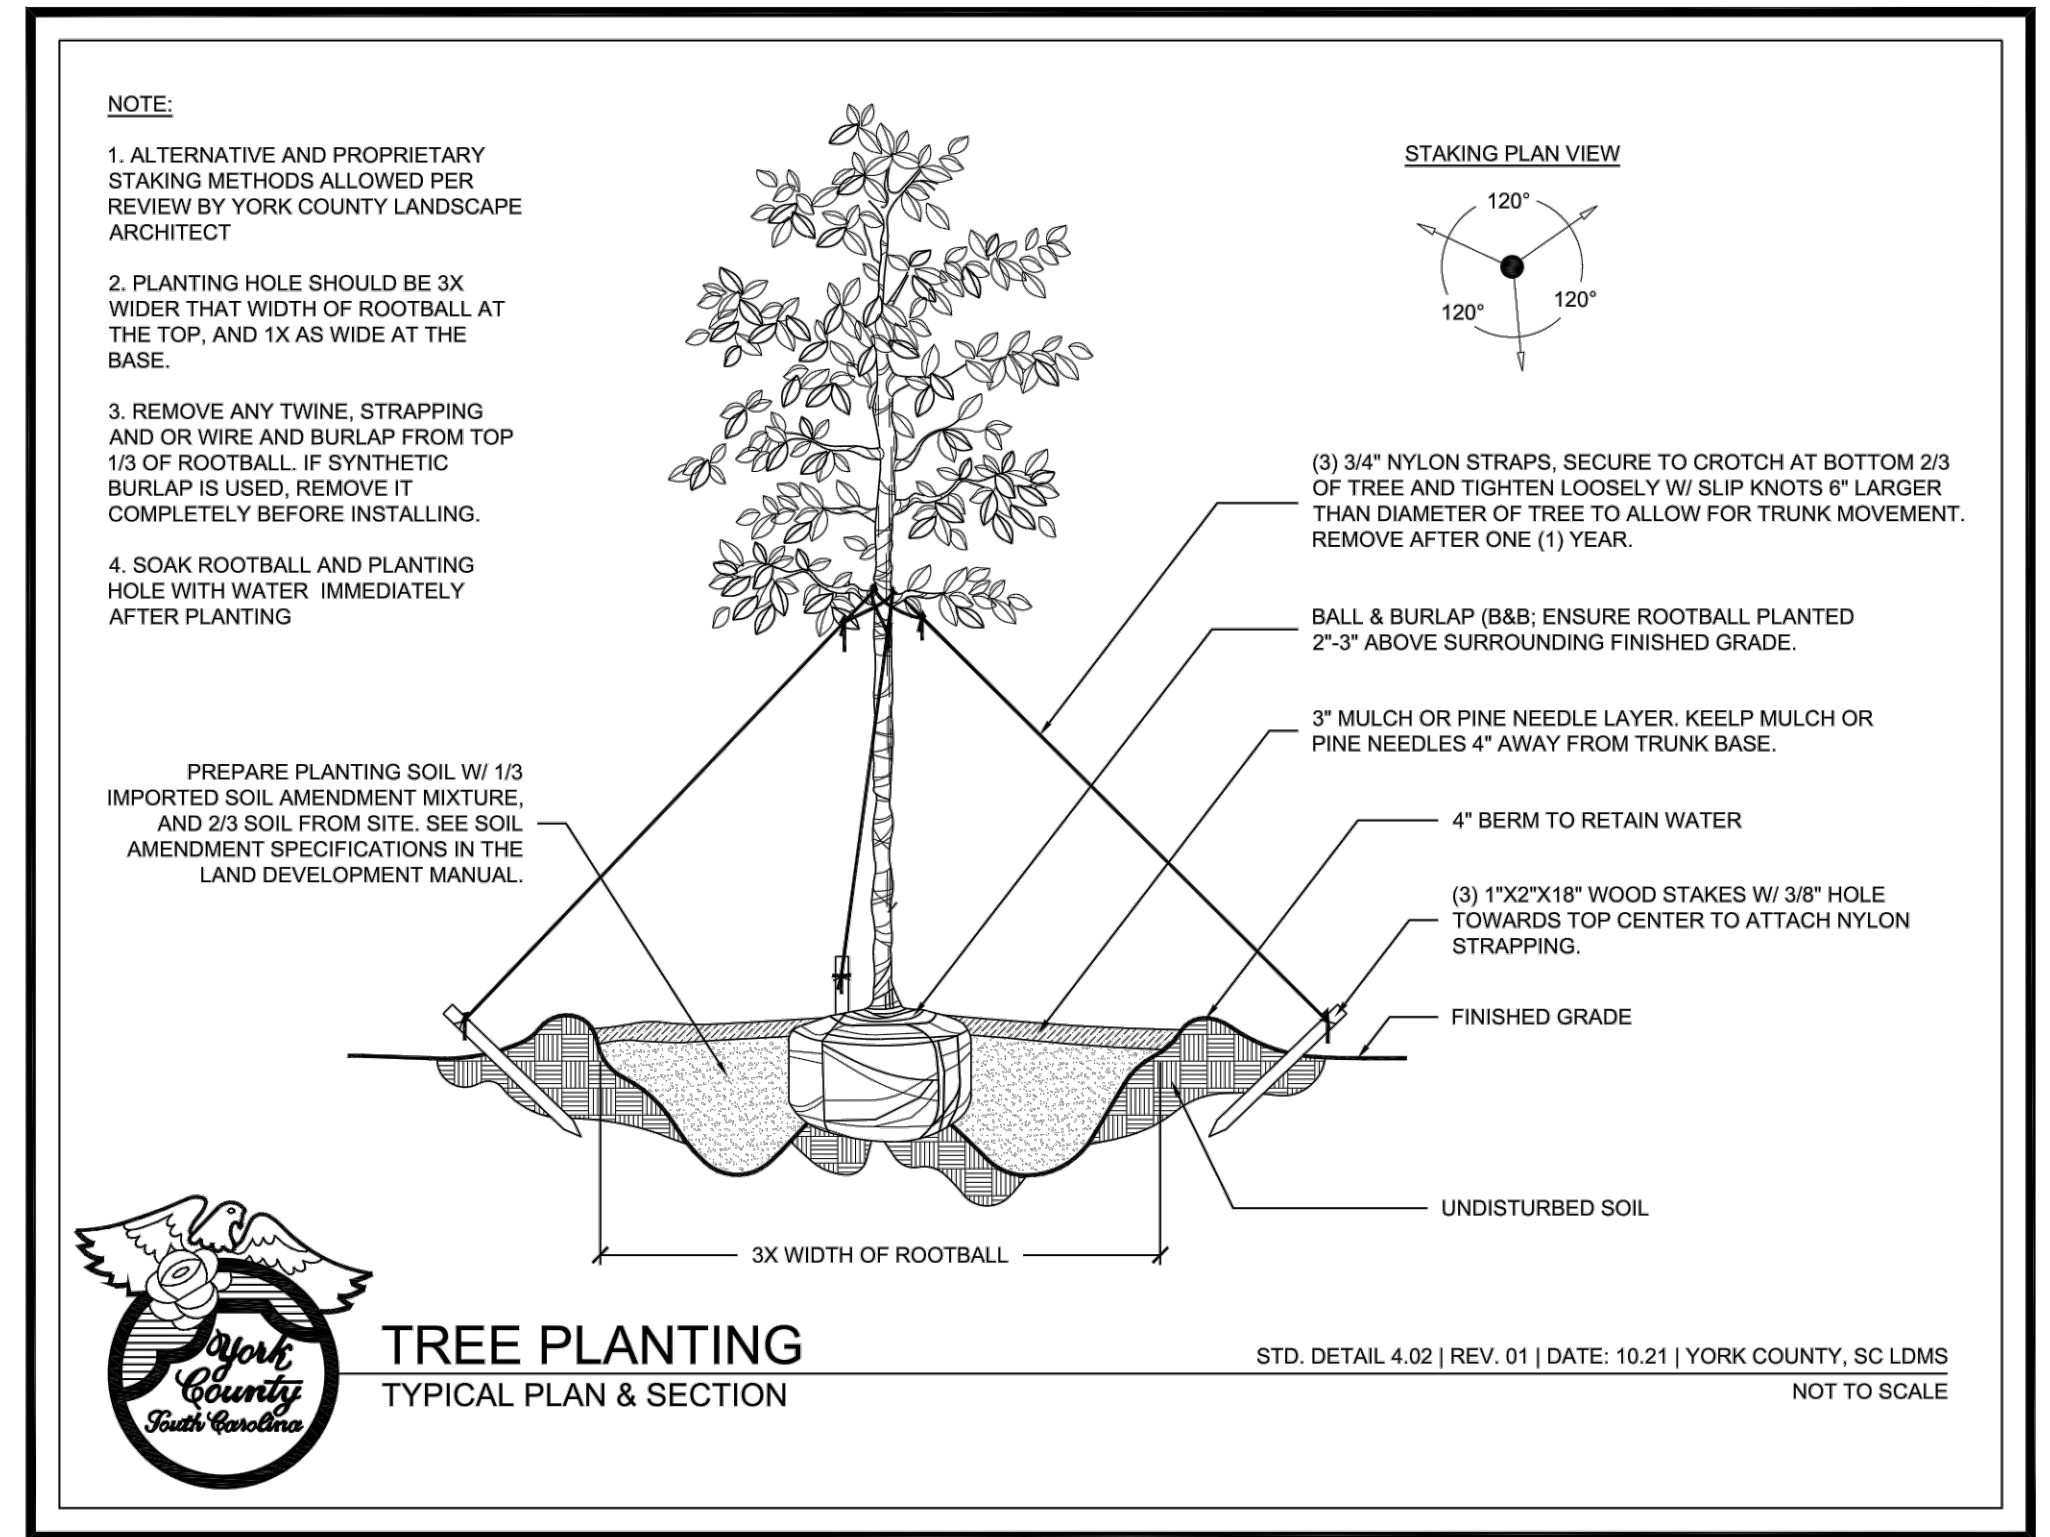 NOTE:
1. ALTERNATIVE AND PROPRIETARY
STAKING METHODS ALLOWED PER
REVIEW BY YORK COUNTY LANDSCAPE
ARCHITECT
2. PLANTING HOLE SHOULD BE 3X
WIDER THAT WIDTH OF ROOTBALL AT
THE TOP, AND 1X AS WIDE AT THE
BASE.
3. REMOVE ANY TWINE, STRAPPING
AND OR WIRE AND BURLAP FROM TOP
1/3 OF ROOTBALL. IF SYNTHETIC
BURLAP IS USED, REMOVE IT
COMPLETELY BEFORE INSTALLING.
4. SOAK ROOTBALL AND PLANTING
HOLE WITH WATER IMMEDIATELY
AFTER PLANTING
PREPARE PLANTING SOIL W/ 1/3
IMPORTED SOIL AMENDMENT MIXTURE,
AND 2/3 SOIL FROM SITE. SEE SOIL
AMENDMENT SPECIFICATIONS IN THE
LAND DEVELOPMENT MANUAL.
STAKING PLAN VIEW
120°
120°
120°
(3) 3/4" NYLON STRAPS, SECURE TO CROTCH AT BOTTOM 2/3
OF TREE AND TIGHTEN LOOSELY W/ SLIP KNOTS 6" LARGER
THAN DIAMETER OF TREE TO ALLOW FOR TRUNK MOVEMENT.
REMOVE AFTER ONE (1) YEAR.
BALL & BURLAP (B&B; ENSURE ROOTBALL PLANTED
2"-3" ABOVE SURROUNDING FINISHED GRADE.
3" MULCH OR PINE NEEDLE LAYER. KEELP MULCH OR
PINE NEEDLES 4" AWAY FROM TRUNK BASE.
4" BERM TO RETAIN WATER
(3) 1"X2"X18" WOOD STAKES W/ 3/8" HOLE
TOWARDS TOP CENTER TO ATTACH NYLON
STRAPPING.
FINISHED GRADE
UNDISTURBED SOIL
3X WIDTH OF ROOTBALL
York
County
South Carolina
TREE PLANTING
TYPICAL PLAN & SECTION
STD. DETAIL 4.02 | REV. 01 | DATE: 10.21 | YORK COUNTY, SC LDMS
NOT TO SCALE